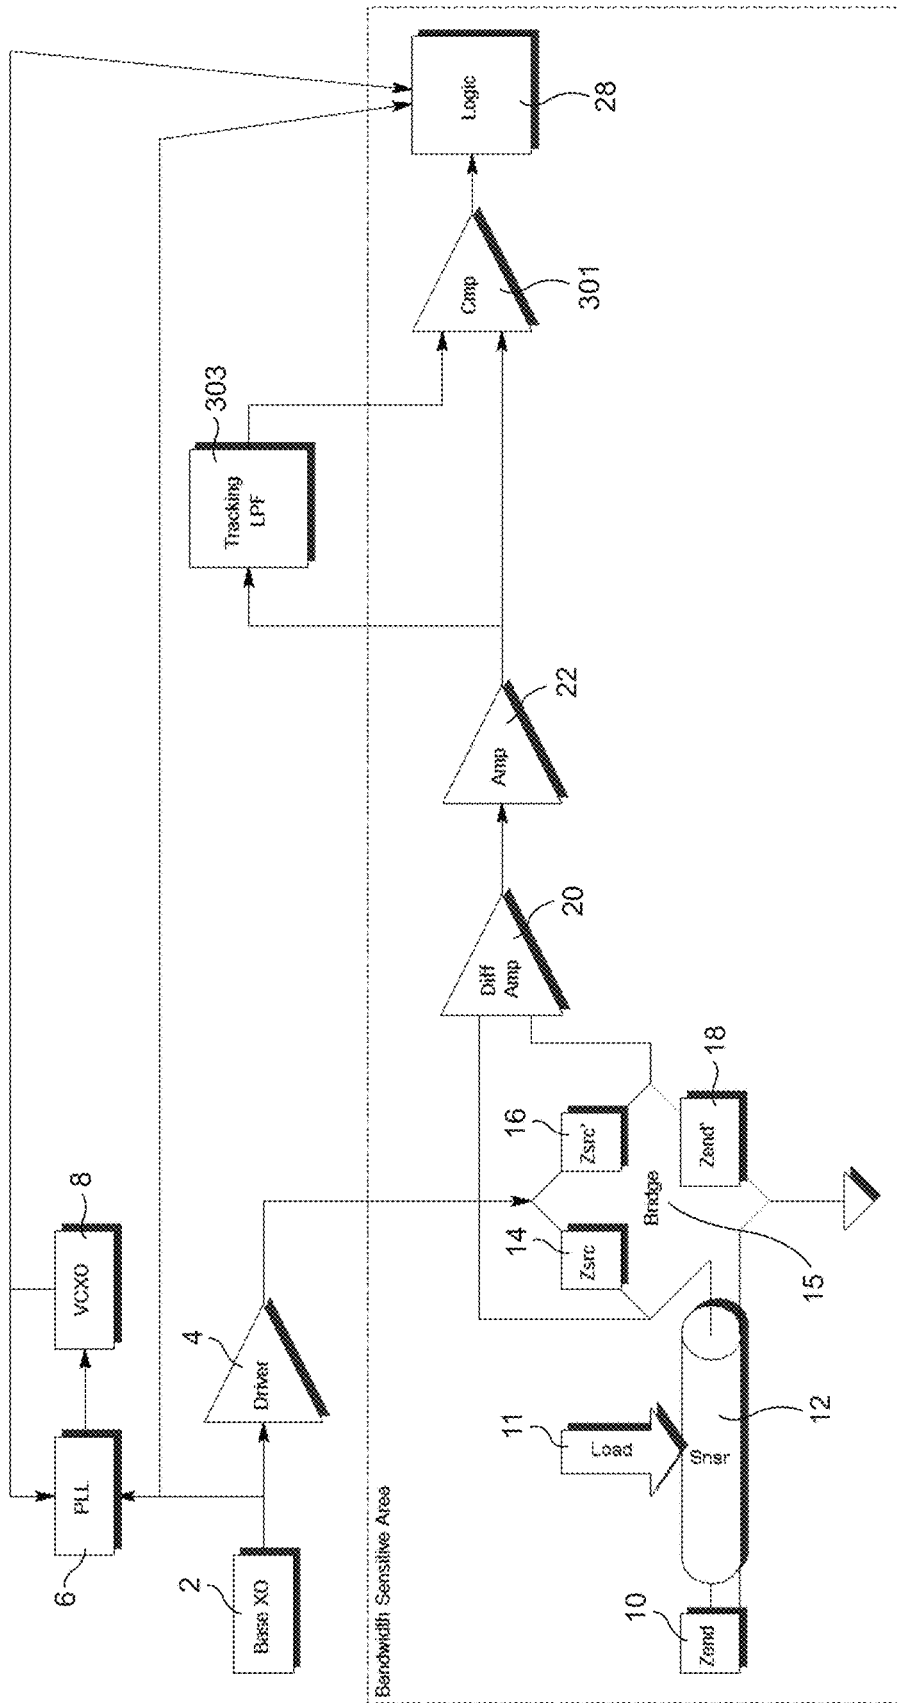 6
PLL
VCXO
8
2
Base XO
4
Driver
Tracking
LPF
303
Bandwidth Sensitive Area
Logic
28
Cmp
301
Amp
22
Diff
Amp
20
14
Zsrc
16
Zsrc'
Bridge
15
Zend'
18
11
Load
Snsr
12
10
Zend